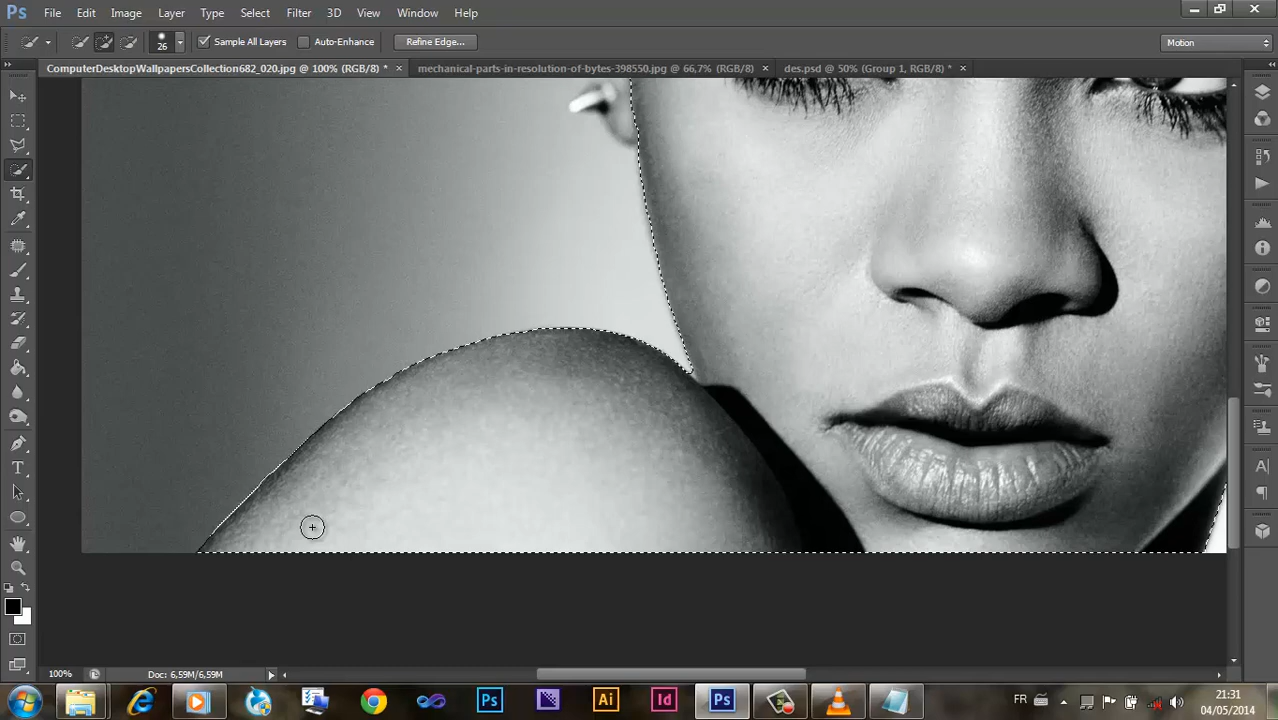 Ps File Edit Image Layer Type Select Filter 3D View Window Help
26 Sample All Layers Auto-Enhance Refine Edge... Motion
ComputerDesktopWallpapersCollection682_020.jpg @ 100% (RGB/8) * × mechanical-parts-in-resolution-of-bytes-398550.jpg @ 66,7% (RGB/8) × des.psd @ 50% (Group 1, RGB/8) * ×
T
A
100% Doc: 6,59M/6,59M
Ps Ai Id Ps FR 21:31
04/05/2014